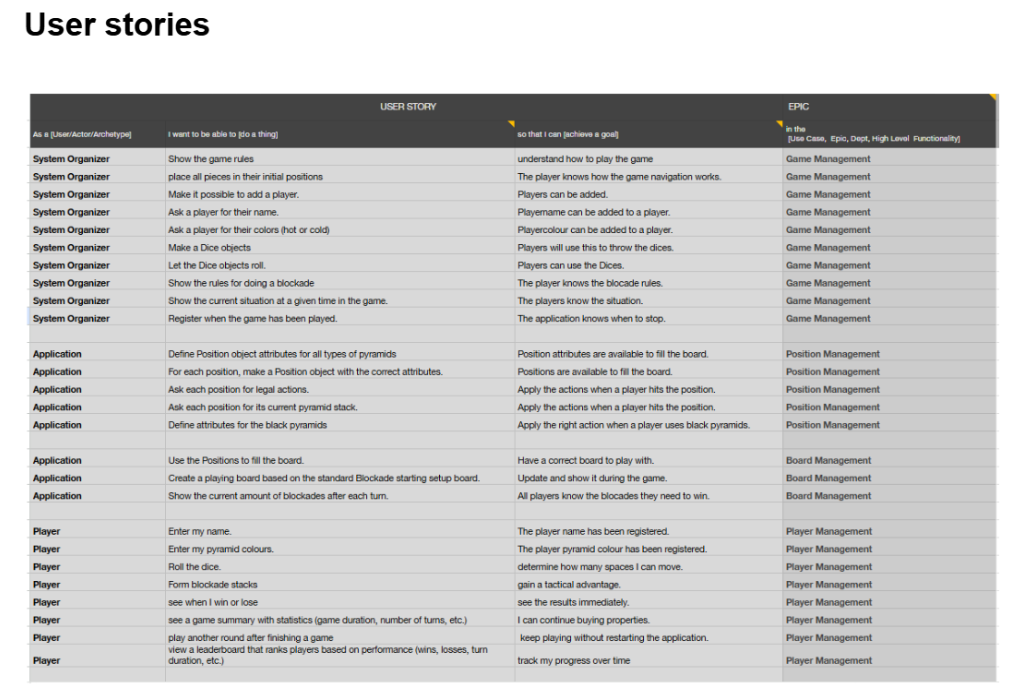 User stories
USER STORY EPIC
As a [User/Actor/Archetype] I want to be able to [do a thing] so that I can [achieve a goal] in the
[Use Case, Epic, Dept, High Level Functionality]
System Organizer Show the game rules understand how to play the game Game Management
System Organizer place all pieces in their initial positions The player knows how the game navigation works. Game Management
System Organizer Make it possible to add a player. Players can be added. Game Management
System Organizer Ask a player for their name. Playername can be added to a player. Game Management
System Organizer Ask a player for their colors (hot or cold) Playercolour can be added to a player. Game Management
System Organizer Make a Dice objects Players will use this to throw the dices. Game Management
System Organizer Let the Dice objects roll. Players can use the Dices. Game Management
System Organizer Show the rules for doing a blockade The player knows the blocade rules. Game Management
System Organizer Show the current situation at a given time in the game. The players know the situation. Game Management
System Organizer Register when the game has been played. The application knows when to stop. Game Management
Application Define Position object attributes for all types of pyramids Position attributes are available to fill the board. Position Management
Application For each position, make a Position object with the correct attributes. Positions are available to fill the board. Position Management
Application Ask each position for legal actions. Apply the actions when a player hits the position. Position Management
Application Ask each position for its current pyramid stack. Apply the actions when a player hits the position. Position Management
Application Define attributes for the black pyramids Apply the right action when a player uses black pyramids. Position Management
Application Use the Positions to fill the board. Have a correct board to play with. Board Management
Application Create a playing board based on the standard Blockade starting setup board. Update and show it during the game. Board Management
Application Show the current amount of blockades after each turn. All players know the blocades they need to win. Board Management
Player Enter my name. The player name has been registered. Player Management
Player Enter my pyramid colours. The player pyramid colour has been registered. Player Management
Player Roll the dice. determine how many spaces I can move. Player Management
Player Form blockade stacks gain a tactical advantage. Player Management
Player see when I win or lose see the results immediately. Player Management
Player see a game summary with statistics (game duration, number of turns, etc.) I can continue buying properties. Player Management
Player play another round after finishing a game keep playing without restarting the application. Player Management
view a leaderboard that ranks players based on performance (wins, losses, turn
Player duration, etc.) track my progress over time Player Management